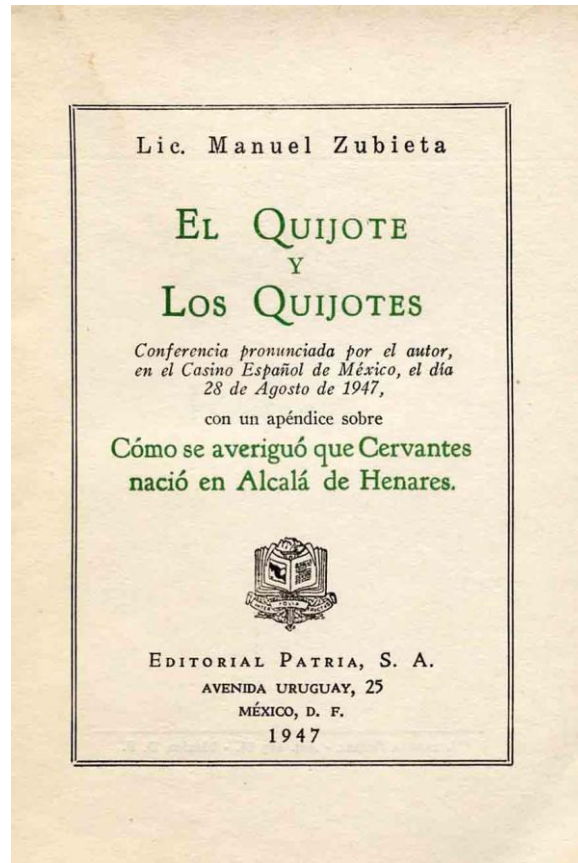 Lic. Manuel Zubieta
EL QUIJOTE
Y
LOS QUIJOTES
Conferencia pronunciada por el autor,
en el Casino Español de México, el día
28 de Agosto de 1947,
con un apéndice sobre
Cómo se averiguó que Cervantes
nació en Alcalá de Henares.
EDITORIAL PATRIA, S. A.
AVENIDA URUGUAY, 25
MÉXICO, D. F.
1947